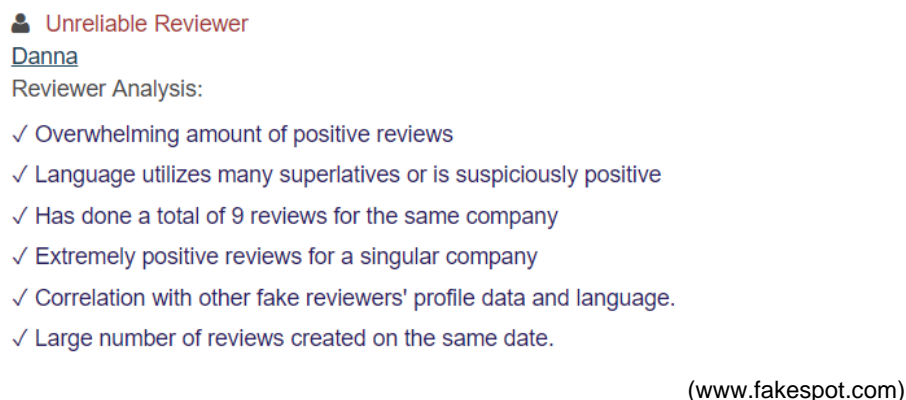 Unreliable Reviewer
Danna
Reviewer Analysis:
✓ Overwhelming amount of positive reviews
✓ Language utilizes many superlatives or is suspiciously positive
✓ Has done a total of 9 reviews for the same company
✓ Extremely positive reviews for a singular company
✓ Correlation with other fake reviewers' profile data and language.
✓ Large number of reviews created on the same date.
(www.fakespot.com)